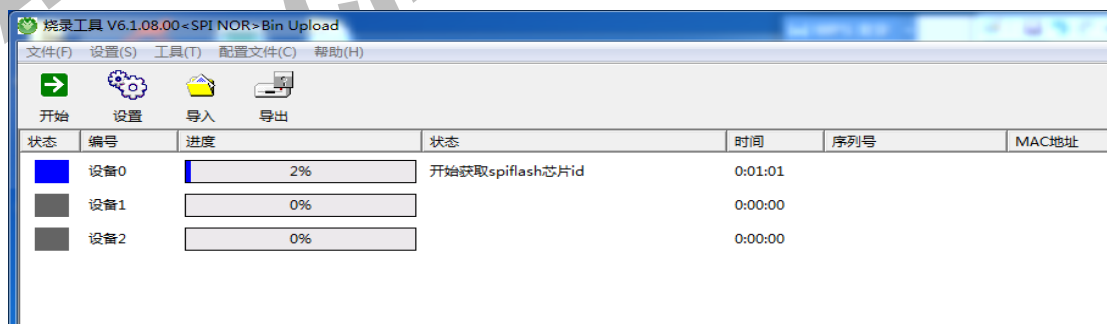 烧录工具 V6.1.08.00<SPI NOR>Bin Upload
文件(F) 设置(S) 工具(T) 配置文件(C) 帮助(H)
开始 设置 导入 导出
状态 编号 进度 状态 时间 序列号 MAC地址
设备0 2% 开始获取spiflash芯片id 0:01:01
设备1 0% 0:00:00
设备2 0% 0:00:00